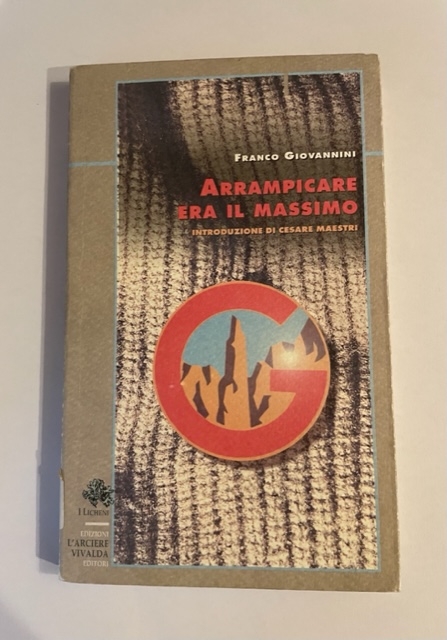 FRANCO GIOVANNINI
ARRAMPICARE
ERA IL MASSIMO
INTRODUZIONE DI CESARE MAESTRI
G
I LICHENI
EDIZIONI
L'ARCIERE
VIVALDA
EDITORI